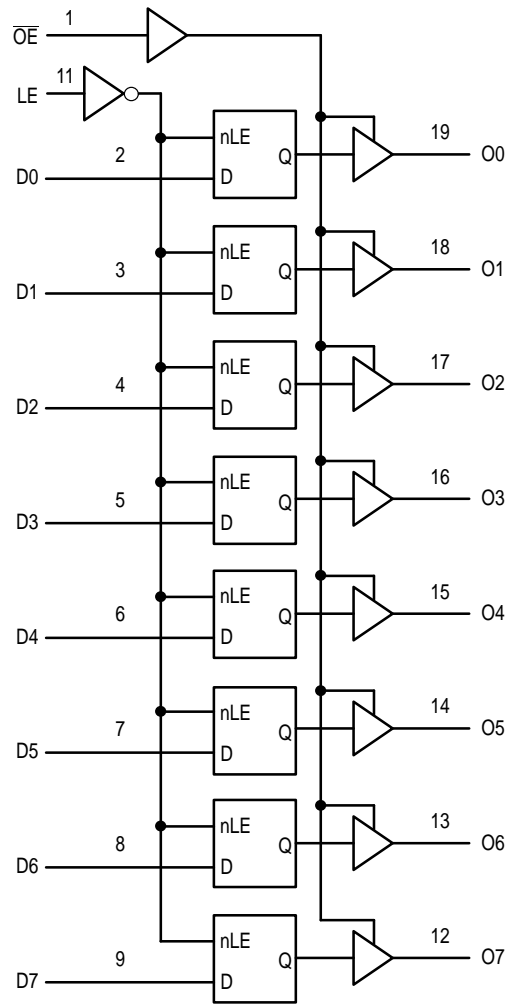 O̅E̅ 1
LE 11
nLE
D0 2 D Q 19 O0
nLE
D1 3 D Q 18 O1
nLE
D2 4 D Q 17 O2
nLE
D3 5 D Q 16 O3
nLE
D4 6 D Q 15 O4
nLE
D5 7 D Q 14 O5
nLE
D6 8 D Q 13 O6
nLE
D7 9 D Q 12 O7